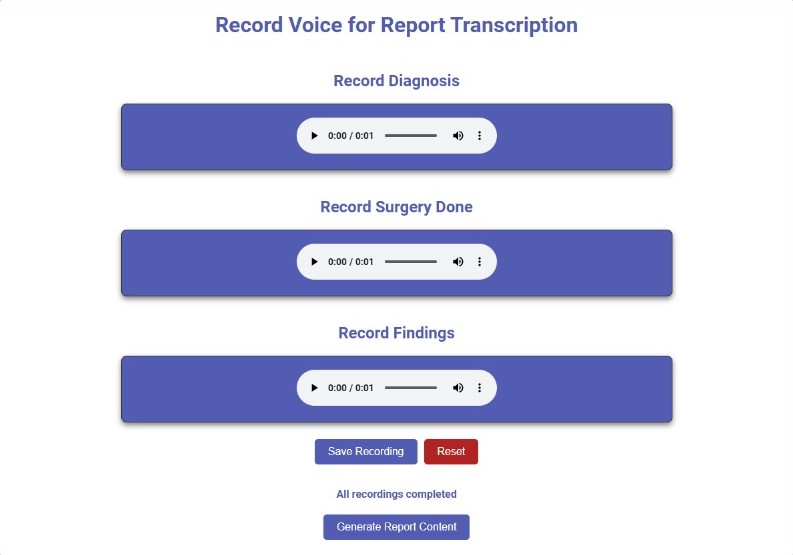 Record Voice for Report Transcription
Record Diagnosis
0:00 / 0:01
Record Surgery Done
0:00 / 0:01
Record Findings
0:00 / 0:01
Save Recording Reset
All recordings completed
Generate Report Content